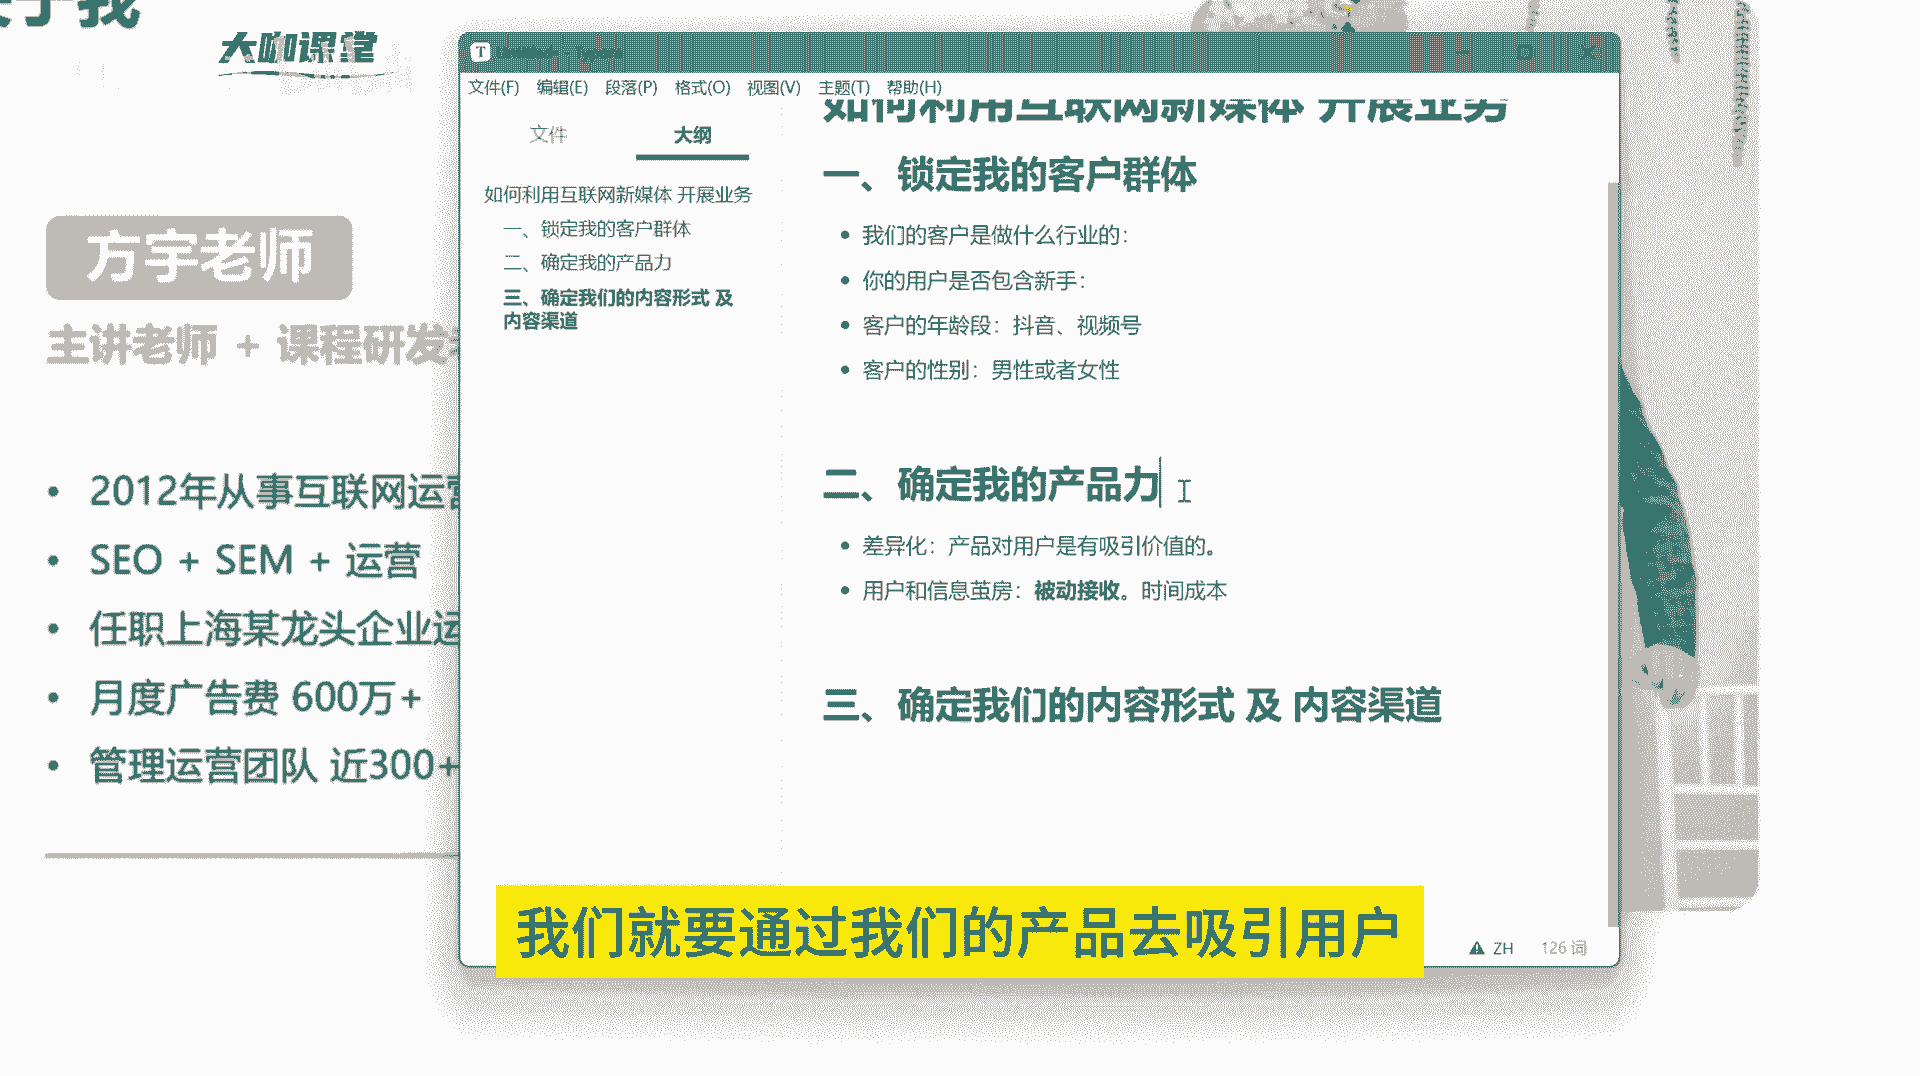 大咖课堂
方宇老师
主讲老师 + 课程研发
• 2012年从事互联网运营
• SEO + SEM + 运营
• 任职上海某龙头企业运
• 月度广告费 600万+
• 管理运营团队 近300+
文件(F) 编辑(E) 段落(P) 格式(O) 视图(V) 主题(T) 帮助(H)
文件 大纲
如何利用互联网新媒体 开展业务
一、锁定我的客户群体
二、确定我的产品力
三、确定我们的内容形式 及
内容渠道
如何利用互联网新媒体 开展业务
一、锁定我的客户群体
• 我们的客户是做什么行业的：
• 你的用户是否包含新手：
• 客户的年龄段：抖音、视频号
• 客户的性别：男性或者女性
二、确定我的产品力
• 差异化：产品对用户是有吸引价值的。
• 用户和信息茧房：被动接收。时间成本
三、确定我们的内容形式 及 内容渠道
ZH 126 词
我们就要通过我们的产品去吸引用户